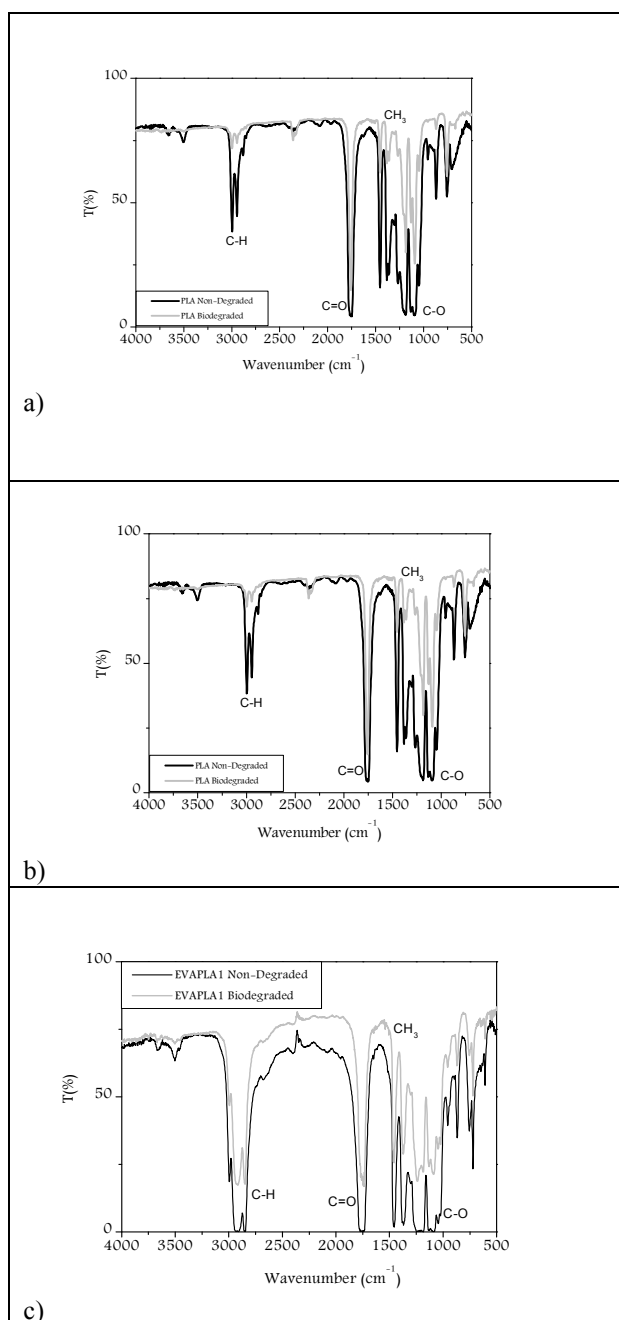 100
CH3
50
T(%)
C-H
C=O
C-O
PLA Non-Degraded
PLA Biodegraded
0
4000 3500 3000 2500 2000 1500 1000 500
Wavenumber (cm-1)
a)
100
CH3
50
T(%)
C-H
C=O
C-O
PLA Non-Degraded
PLA Biodegraded
0
4000 3500 3000 2500 2000 1500 1000 500
Wavenumber (cm-1)
b)
100
EVAPLA1 Non-Degraded
EVAPLA1 Biodegraded
CH3
50
T(%)
C-H
C=O
C-O
0
4000 3500 3000 2500 2000 1500 1000 500
Wavenumber (cm-1)
c)